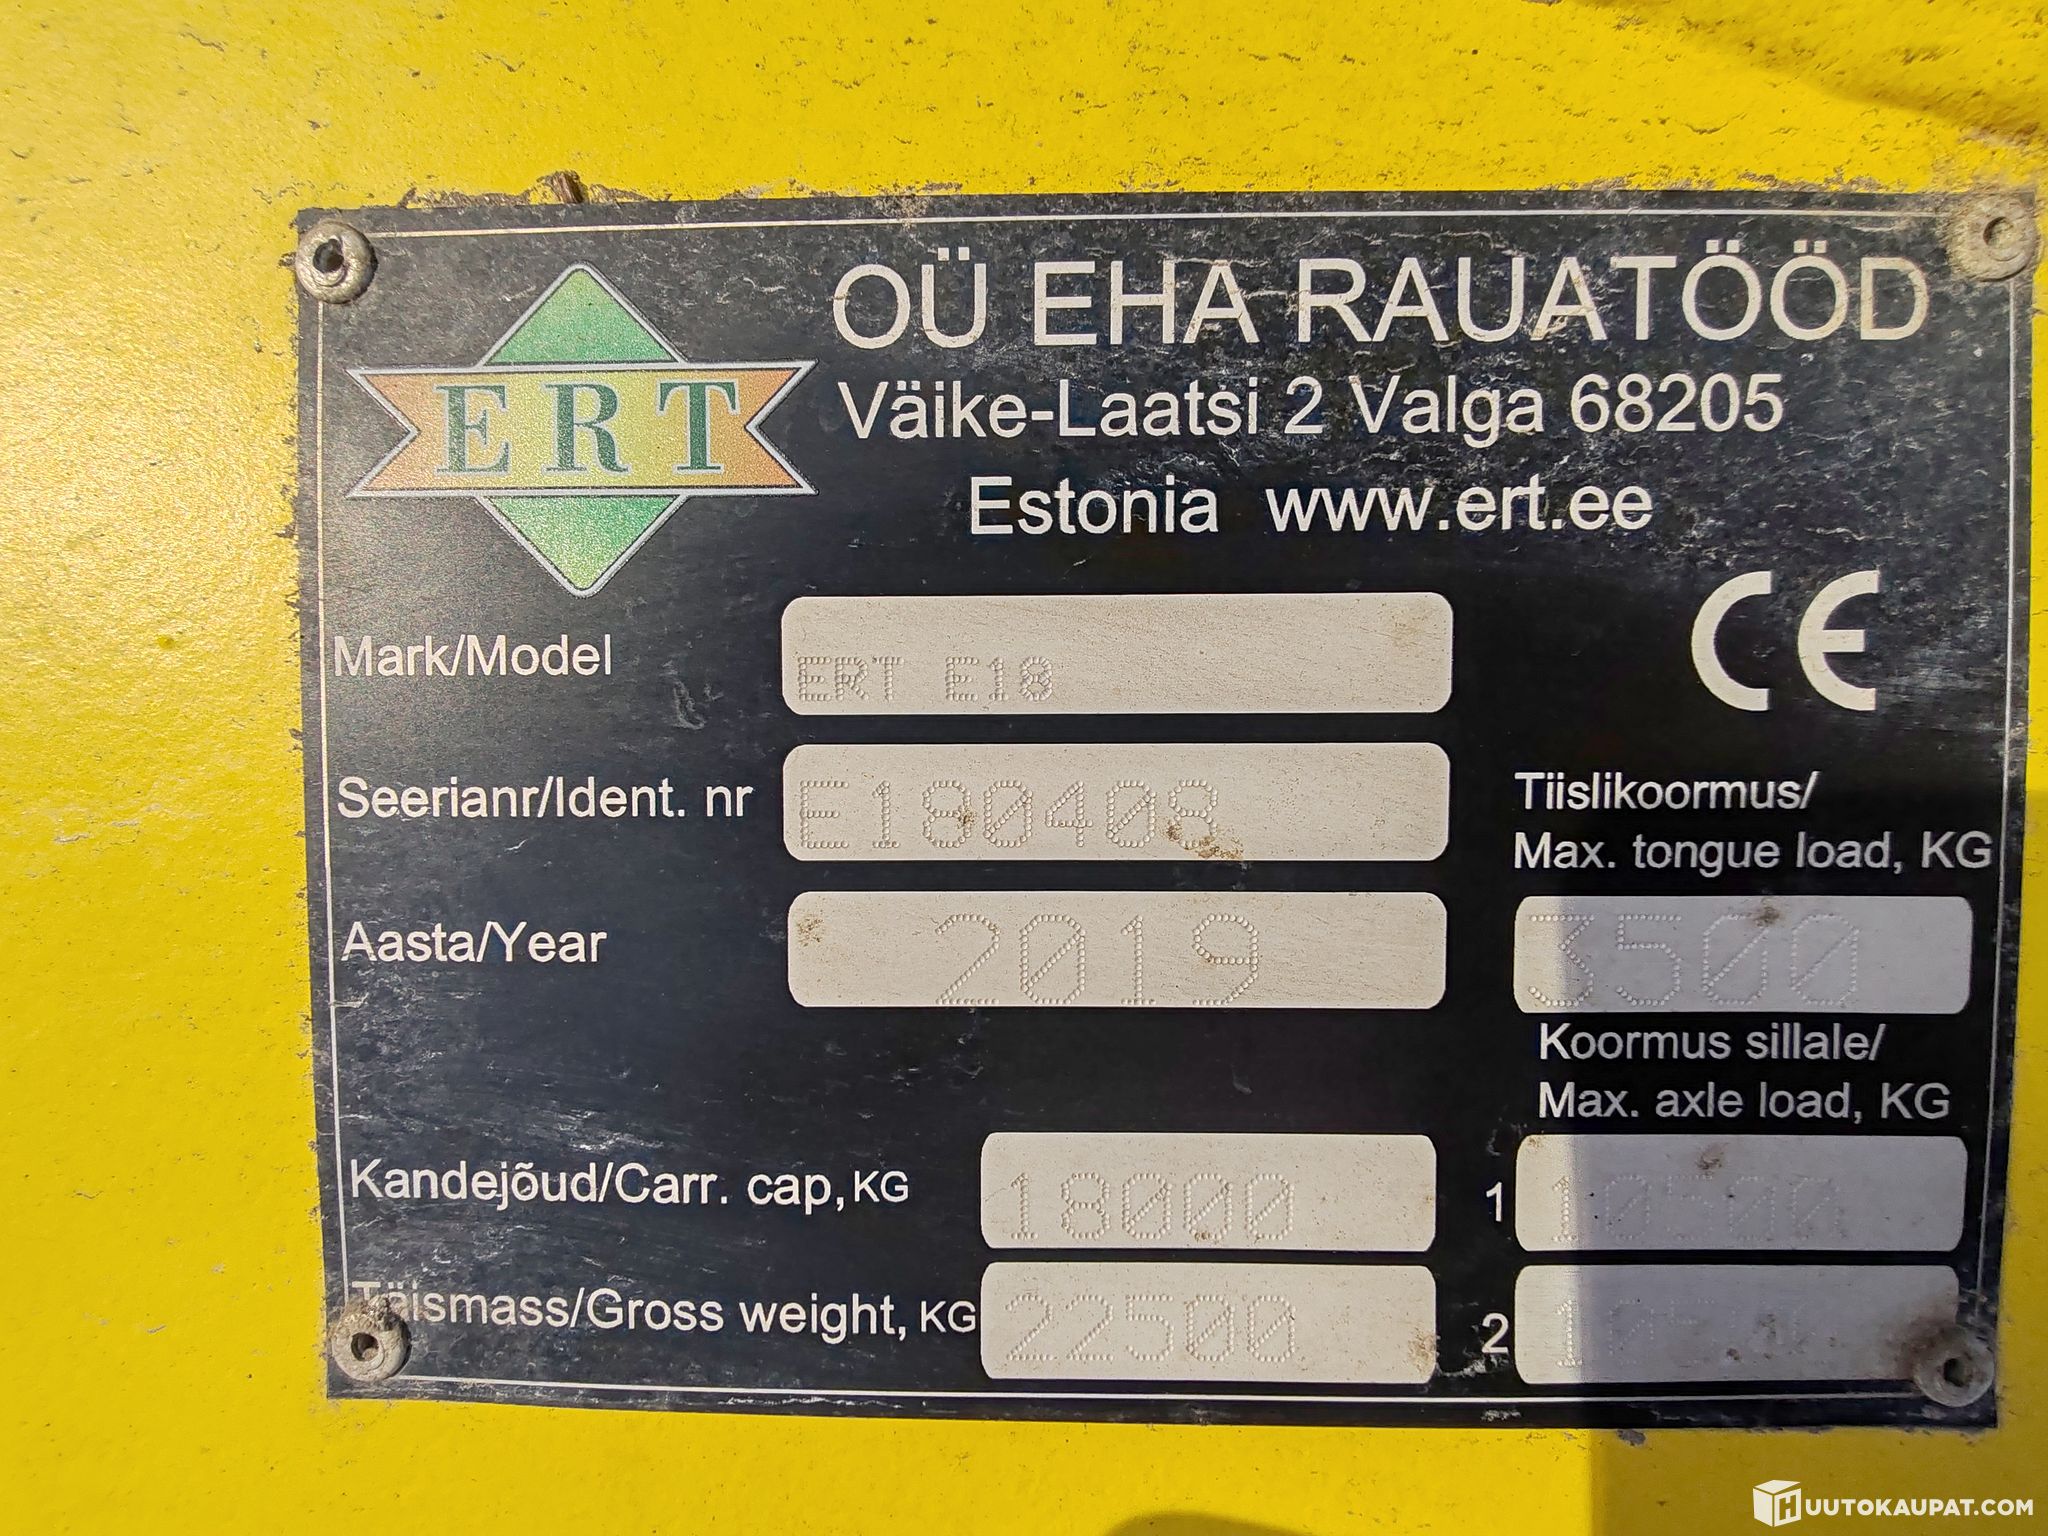 ERT
OÜ EHA RAUATÖÖD
Väike-Laatsi 2 Valga 68205
Estonia www.ert.ee
CE
Mark/Model ERT E18
Seerianr/Ident. nr E180408
Tiislikoormus/
Max. tongue load, KG
Aasta/Year 2019 3500
Koormus sillale/
Max. axle load, KG
Kandejõud/Carr. cap, KG 18000 1 10500
Täismass/Gross weight, KG 22500 2
HUUTOKAUPAT.COM